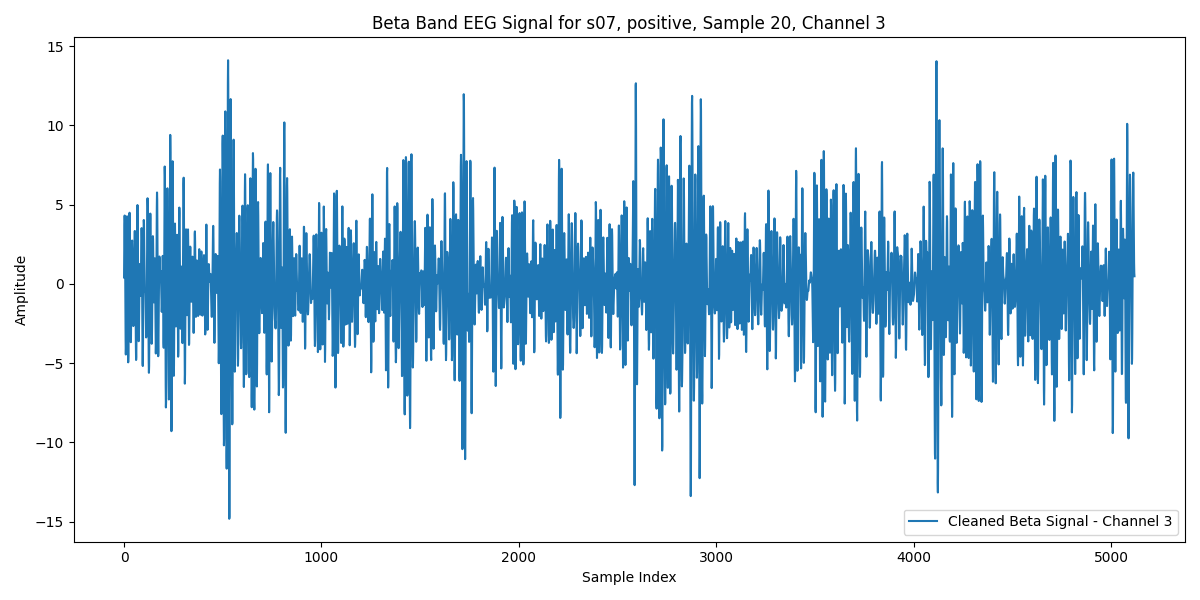 Beta Band EEG Signal for s07, positive, Sample 20, Channel 3
15
10
5
0
−5
−10
−15
Amplitude
0 1000 2000 3000 4000 5000
Sample Index
Cleaned Beta Signal - Channel 3